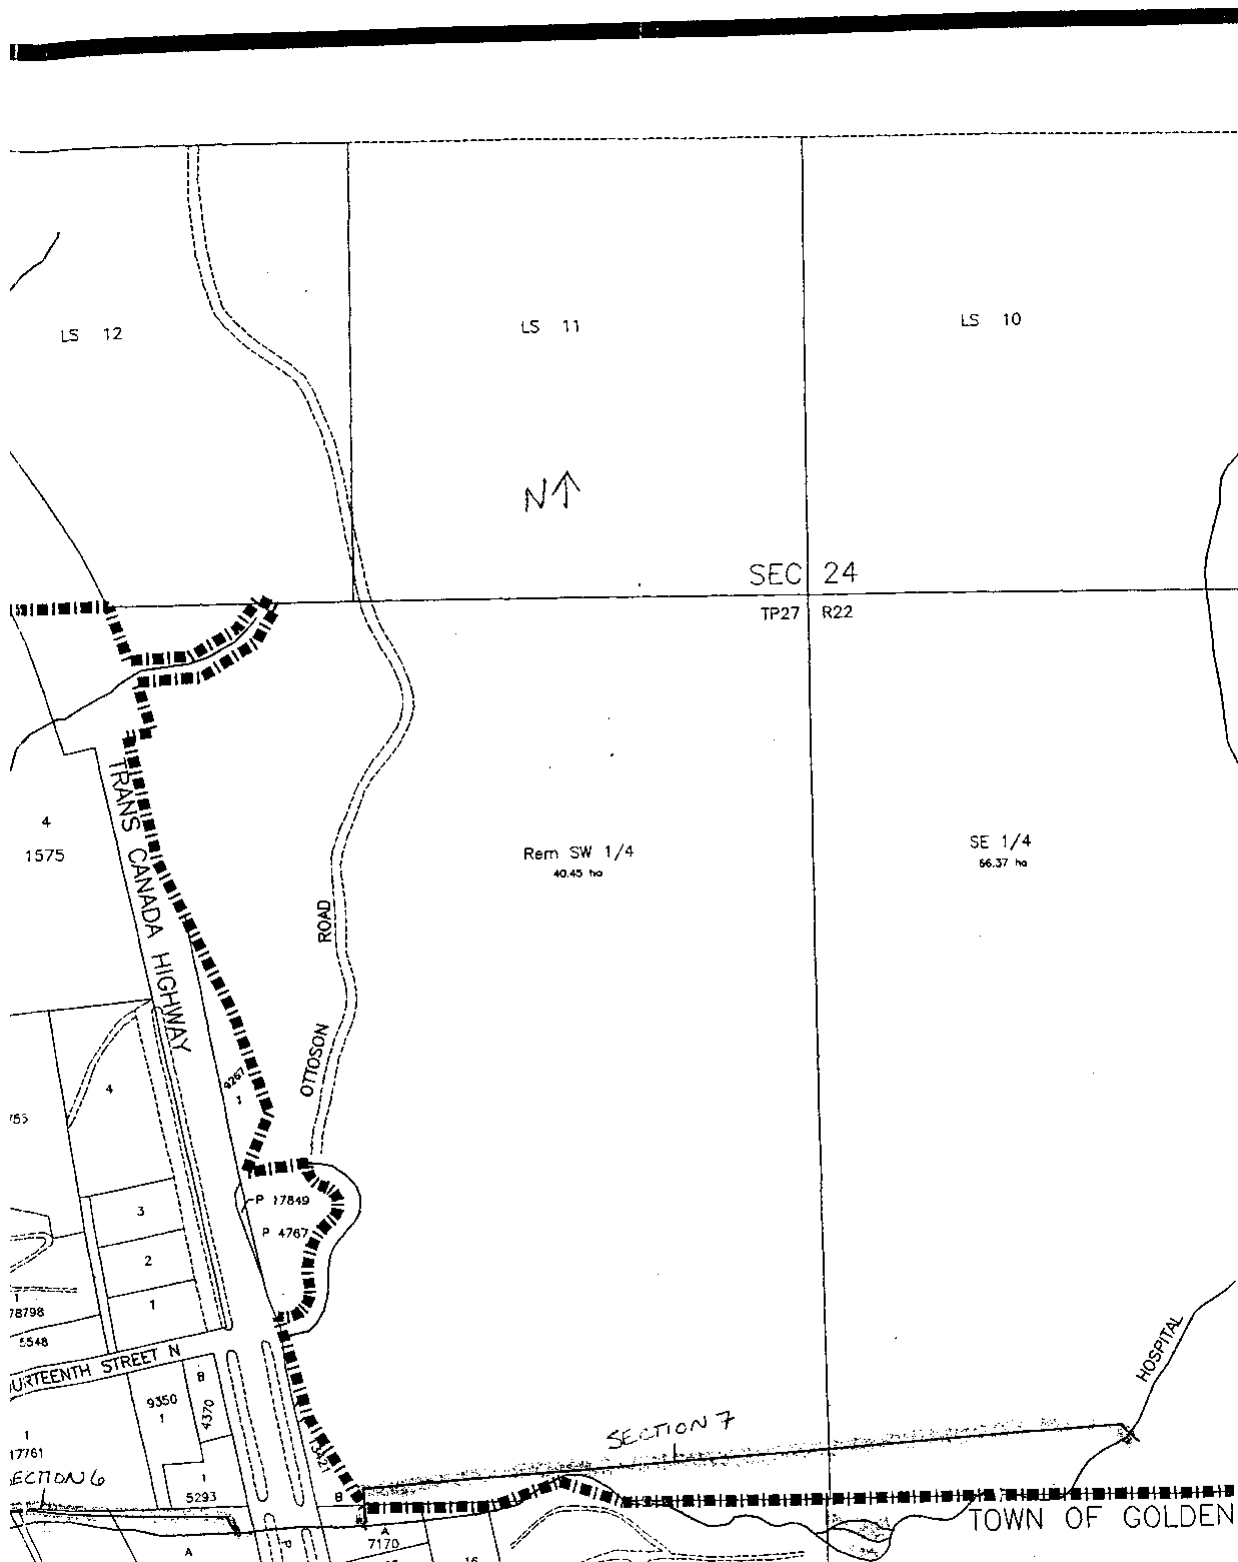 LS 12
LS 11
LS 10
N
SEC 24
TP27 R22
TRANS CANADA HIGHWAY
4
1575
Rem SW 1/4
40.45 ha
SE 1/4
66.37 ha
OTTOSON ROAD
9267
1
4
3
2
1
P 17849
P 4767
1
78798
5548
URTEENTH STREET N
9350
1
B
4370
1
17761
ECTION 6
1
5293
B
SECTION 7
HOSPITAL
TOWN OF GOLDEN
A
7170
A
P
16